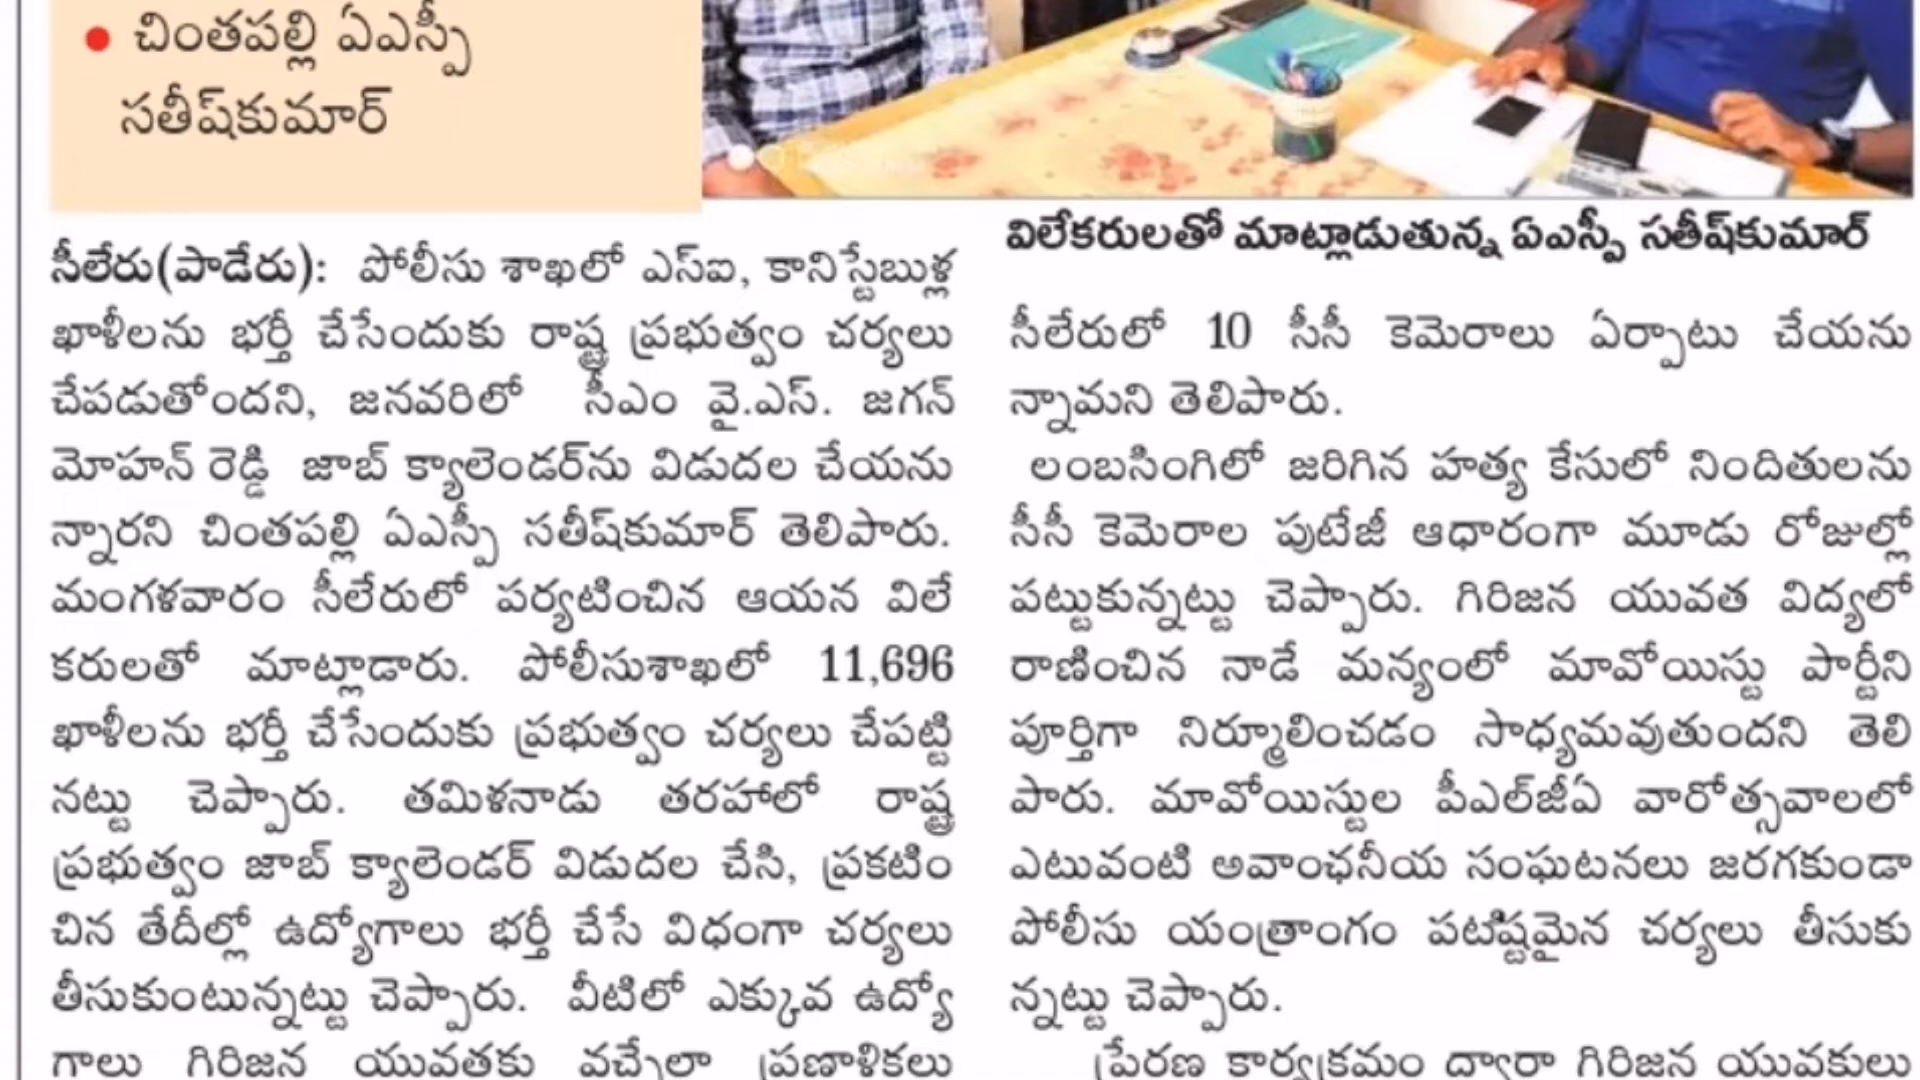 • చింతపల్లి ఏఎస్పీ
సతీష్‌కుమార్
విలేకరులతో మాట్లాడుతున్న ఏఎస్పీ సతీష్‌కుమార్
సీలేరు(పాడేరు): పోలీసు శాఖలో ఎస్ఐ, కానిస్టేబుళ్ల
ఖాళీలను భర్తీ చేసేందుకు రాష్ట్ర ప్రభుత్వం చర్యలు
చేపడుతోందని, జనవరిలో సీఎం వై.ఎస్. జగన్
మోహన్ రెడ్డి జాబ్ క్యాలెండర్‌ను విడుదల చేయను
న్నారని చింతపల్లి ఏఎస్పీ సతీష్‌కుమార్ తెలిపారు.
మంగళవారం సీలేరులో పర్యటించిన ఆయన విలే
కరులతో మాట్లాడారు. పోలీసుశాఖలో 11,696
ఖాళీలను భర్తీ చేసేందుకు ప్రభుత్వం చర్యలు చేపట్టి
నట్టు చెప్పారు. తమిళనాడు తరహాలో రాష్ట్ర
ప్రభుత్వం జాబ్ క్యాలెండర్ విడుదల చేసి, ప్రకటిం
చిన తేదీల్లో ఉద్యోగాలు భర్తీ చేసే విధంగా చర్యలు
తీసుకుంటున్నట్టు చెప్పారు. వీటిలో ఎక్కువ ఉద్యో
గాలు గిరిజన యువతకు వచ్చేలా ప్రణాళికలు
సీలేరులో 10 సీసీ కెమెరాలు ఏర్పాటు చేయను
న్నామని తెలిపారు.
లంబసింగిలో జరిగిన హత్య కేసులో నిందితులను
సీసీ కెమెరాల పుటేజీ ఆధారంగా మూడు రోజుల్లో
పట్టుకున్నట్టు చెప్పారు. గిరిజన యువత విద్యలో
రాణించిన నాడే మన్యంలో మావోయిస్టు పార్టీని
పూర్తిగా నిర్మూలించడం సాధ్యమవుతుందని తెలి
పారు. మావోయిస్టుల పీఎల్‌జీఏ వారోత్సవాలలో
ఎటువంటి అవాంఛనీయ సంఘటనలు జరగకుండా
పోలీసు యంత్రాంగం పటిష్టమైన చర్యలు తీసుకు
న్నట్టు చెప్పారు.
ప్రేరణ కార్యక్రమం ద్వారా గిరిజన యువకులు